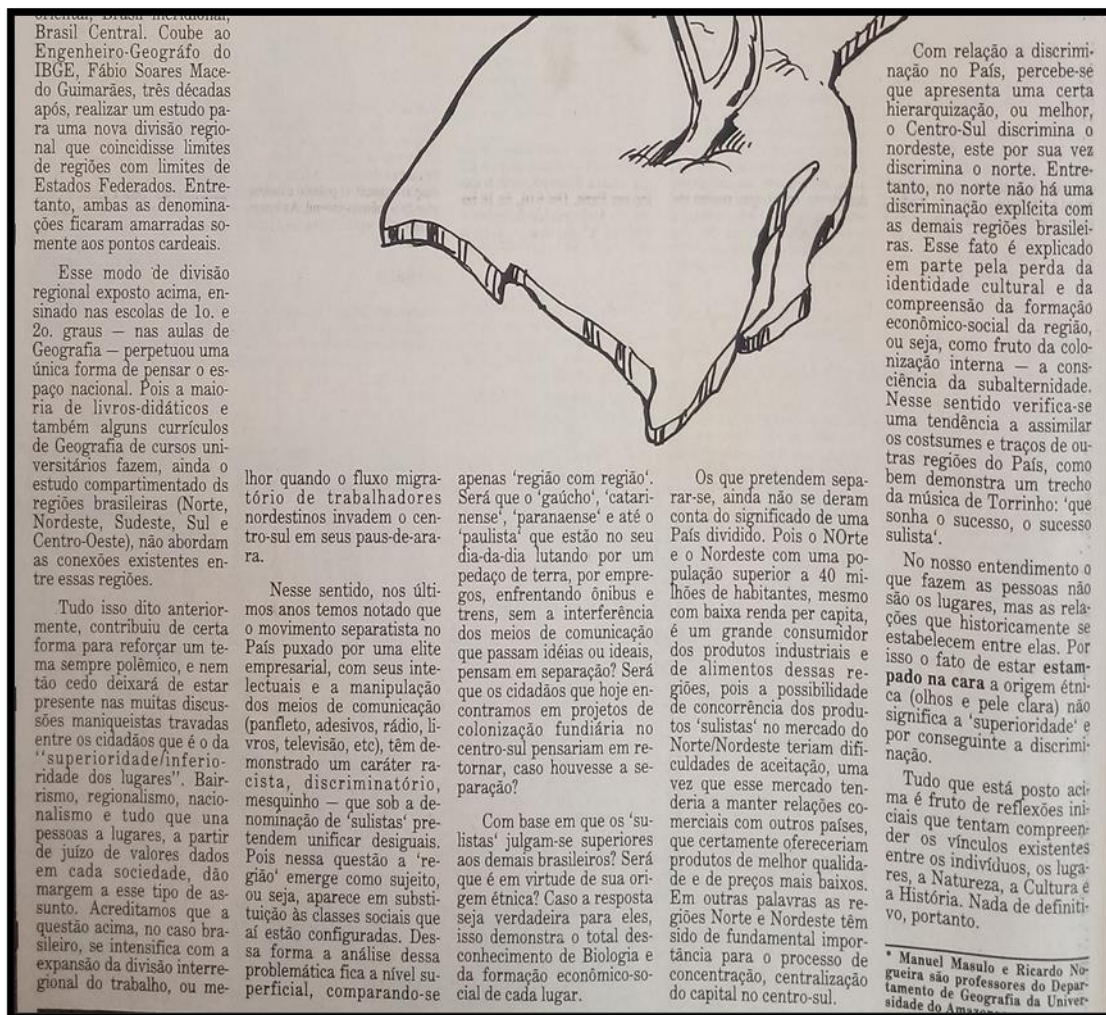 oriental, Brasil meridional,
Brasil Central. Coube ao
Engenheiro-Geográfo do
IBGE, Fábio Soares Mace-
do Guimarães, três décadas
após, realizar um estudo pa-
ra uma nova divisão regio-
nal que coincidisse limites
de regiões com limites de
Estados Federados. Entre-
tanto, ambas as denomina-
ções ficaram amarradas so-
mente aos pontos cardeais.
Esse modo de divisão
regional exposto acima, en-
sinado nas escolas de 1o. e
2o. graus — nas aulas de
Geografia — perpetuou uma
única forma de pensar o es-
paço nacional. Pois a maio-
ria de livros-didáticos e
também alguns currículos
de Geografia de cursos uni-
versitários fazem, ainda o
estudo compartimentado ds
regiões brasileiras (Norte,
Nordeste, Sudeste, Sul e
Centro-Oeste), não abordam
as conexões existentes en-
tre essas regiões.
Tudo isso dito anterior-
mente, contribuiu de certa
forma para reforçar um te-
ma sempre polêmico, e nem
tão cedo deixará de estar
presente nas muitas discus-
sões maniqueistas travadas
entre os cidadãos que é o da
"superioridade/inferio-
ridade dos lugares". Bair-
rismo, regionalismo, nacio-
nalismo e tudo que una
pessoas a lugares, a partir
de juízo de valores dados
em cada sociedade, dão
margem a esse tipo de as-
sunto. Acreditamos que a
questão acima, no caso bra-
sileiro, se intensifica com a
expansão da divisão interre-
gional do trabalho, ou me-
lhor quando o fluxo migra-
tório de trabalhadores
nordestinos invadem o cen-
tro-sul em seus paus-de-ara-
ra.
Nesse sentido, nos últi-
mos anos temos notado que
o movimento separatista no
País puxado por uma elite
empresarial, com seus inte-
lectuais e a manipulação
dos meios de comunicação
(panfleto, adesivos, rádio, li-
vros, televisão, etc), têm de-
monstrado um caráter ra-
cista, discriminatório,
mesquinho — que sob a de-
nominação de 'sulistas' pre-
tendem unificar desiguais.
Pois nessa questão a 're-
gião' emerge como sujeito,
ou seja, aparece em substi-
tuição às classes sociais que
aí estão configuradas. Des-
sa forma a análise dessa
problemática fica a nível su-
perficial, comparando-se
apenas 'região com região'.
Será que o 'gaúcho', 'catari-
nense', 'paranaense' e até o
'paulista' que estão no seu
dia-da-dia lutando por um
pedaço de terra, por empre-
gos, enfrentando ônibus e
trens, sem a interferência
dos meios de comunicação
que passam idéias ou ideais,
pensam em separação? Será
que os cidadãos que hoje en-
contramos em projetos de
colonização fundiária no
centro-sul pensariam em re-
tornar, caso houvesse a se-
paração?
Com base em que os 'su-
listas' julgam-se superiores
aos demais brasileiros? Será
que é em virtude de sua ori-
gem étnica? Caso a resposta
seja verdadeira para eles,
isso demonstra o total des-
conhecimento de Biologia e
da formação econômico-so-
cial de cada lugar.
Os que pretendem sepa-
rar-se, ainda não se deram
conta do significado de uma
País dividido. Pois o NOrte
e o Nordeste com uma po-
pulação superior a 40 mi-
lhões de habitantes, mesmo
com baixa renda per capita,
é um grande consumidor
dos produtos industriais e
de alimentos dessas re-
giões, pois a possibilidade
de concorrência dos produ-
tos 'sulistas' no mercado do
Norte/Nordeste teriam difi-
culdades de aceitação, uma
vez que esse mercado ten-
deria a manter relações co-
merciais com outros países,
que certamente ofereceriam
produtos de melhor qualida-
de e de preços mais baixos.
Em outras palavras as re-
giões Norte e Nordeste têm
sido de fundamental impor-
tância para o processo de
concentração, centralização
do capital no centro-sul.
Com relação a discrimi-
nação no País, percebe-se
que apresenta uma certa
hierarquização, ou melhor,
o Centro-Sul discrimina o
nordeste, este por sua vez
discrimina o norte. Entre-
tanto, no norte não há uma
discriminação explícita com
as demais regiões brasilei-
ras. Esse fato é explicado
em parte pela perda da
identidade cultural e da
compreensão da formação
econômico-social da região,
ou seja, como fruto da colo-
nização interna — a cons-
ciência da subalternidade.
Nesse sentido verifica-se
uma tendência a assimilar
os costsumes e traços de ou-
tras regiões do País, como
bem demonstra um trecho
da música de Torrinho: 'que
sonha o sucesso, o sucesso
sulista'.
No nosso entendimento o
que fazem as pessoas não
são os lugares, mas as rela-
ções que historicamente se
estabelecem entre elas. Por
isso o fato de estar estam-
pado na cara a origem étni-
ca (olhos e pele clara) não
significa a 'superioridade' e
por conseguinte a discrimi-
nação.
Tudo que está posto aci-
ma é fruto de reflexões ini-
ciais que tentam compreen-
der os vínculos existentes
entre os indivíduos, os luga-
res, a Natureza, a Cultura e
a História. Nada de definiti-
vo, portanto.
* Manuel Masulo e Ricardo No-
gueira são professores do Depar-
tamento de Geografia da Univer-
sidade do